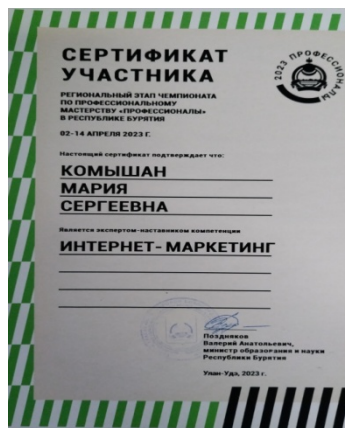 СЕРТИФИКАТ
УЧАСТНИКА
2023 ПРОФЕССИОНАЛЫ
РЕГИОНАЛЬНЫЙ ЭТАП ЧЕМПИОНАТА
ПО ПРОФЕССИОНАЛЬНОМУ
МАСТЕРСТВУ «ПРОФЕССИОНАЛЫ»
В РЕСПУБЛИКЕ БУРЯТИЯ
02-14 АПРЕЛЯ 2023 Г.
Настоящий сертификат подтверждает что:
КОМЫШАН
МАРИЯ
СЕРГЕЕВНА
Является экспертом-наставником компетенции
ИНТЕРНЕТ-МАРКЕТИНГ
Поздняков
Валерий Анатольевич,
министр образования и науки
Республики Бурятия
Улан-Удэ, 2023 г.